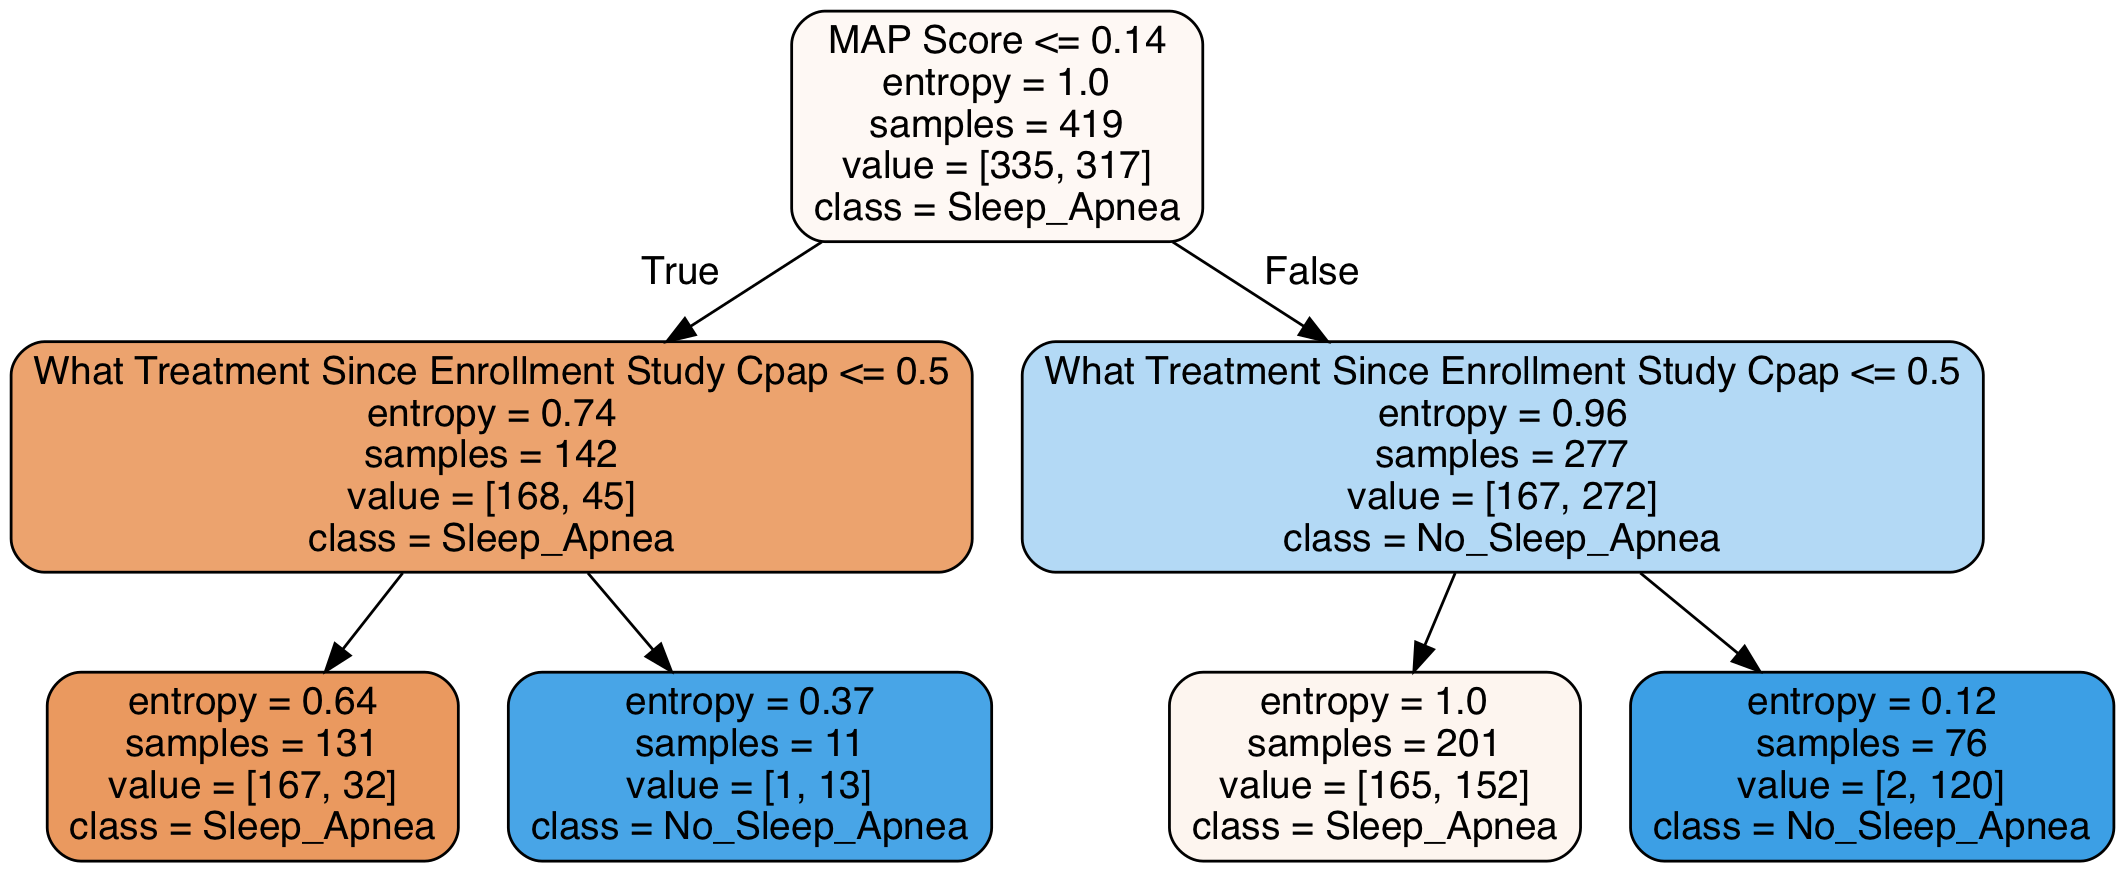 MAP Score <= 0.14
entropy = 1.0
samples = 419
value = [335, 317]
class = Sleep_Apnea
True
False
What Treatment Since Enrollment Study Cpap <= 0.5
entropy = 0.74
samples = 142
value = [168, 45]
class = Sleep_Apnea
What Treatment Since Enrollment Study Cpap <= 0.5
entropy = 0.96
samples = 277
value = [167, 272]
class = No_Sleep_Apnea
entropy = 0.64
samples = 131
value = [167, 32]
class = Sleep_Apnea
entropy = 0.37
samples = 11
value = [1, 13]
class = No_Sleep_Apnea
entropy = 1.0
samples = 201
value = [165, 152]
class = Sleep_Apnea
entropy = 0.12
samples = 76
value = [2, 120]
class = No_Sleep_Apnea